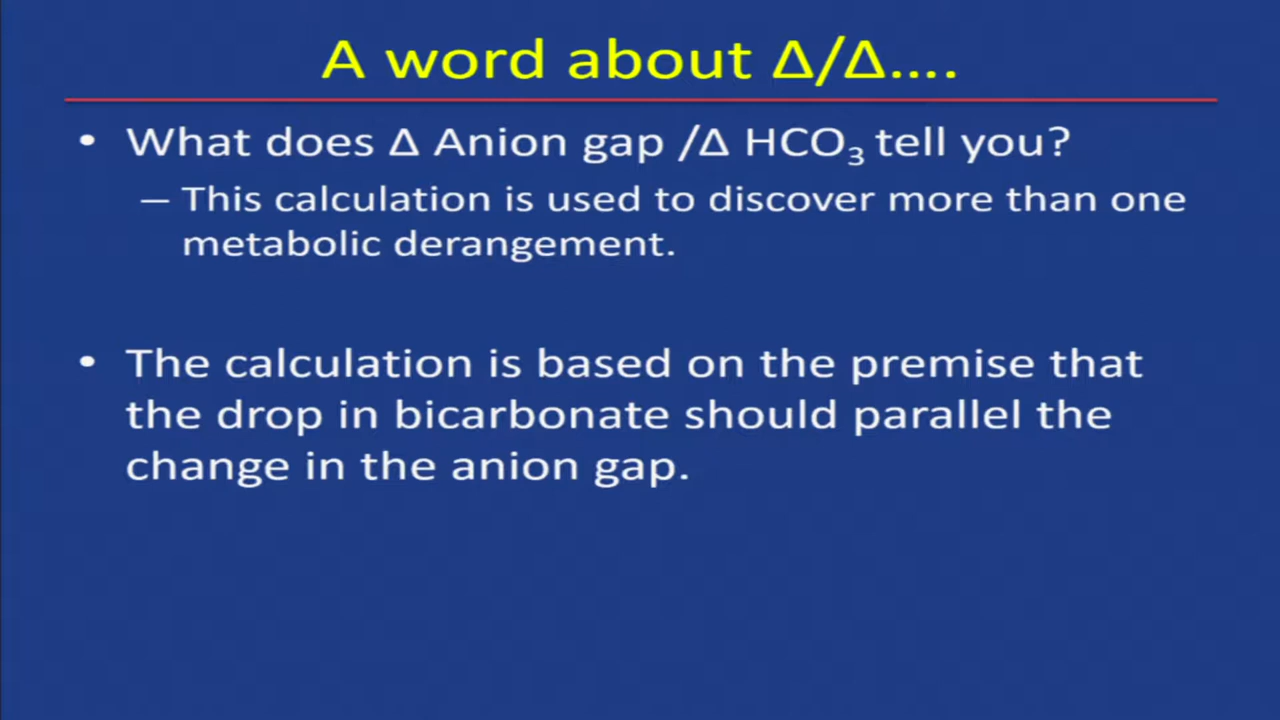 A word about Δ/Δ....
• What does Δ Anion gap /Δ HCO₃ tell you?
– This calculation is used to discover more than one
metabolic derangement.
• The calculation is based on the premise that
the drop in bicarbonate should parallel the
change in the anion gap.